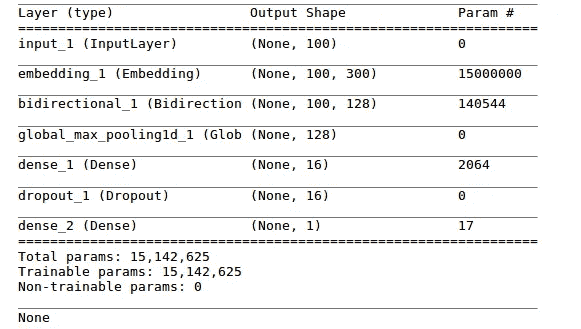 Layer (type) Output Shape Param #
=================================================================
input_1 (InputLayer) (None, 100) 0
embedding_1 (Embedding) (None, 100, 300) 15000000
bidirectional_1 (Bidirection (None, 100, 128) 140544
global_max_pooling1d_1 (Glob (None, 128) 0
dense_1 (Dense) (None, 16) 2064
dropout_1 (Dropout) (None, 16) 0
dense_2 (Dense) (None, 1) 17
=================================================================
Total params: 15,142,625
Trainable params: 15,142,625
Non-trainable params: 0
None